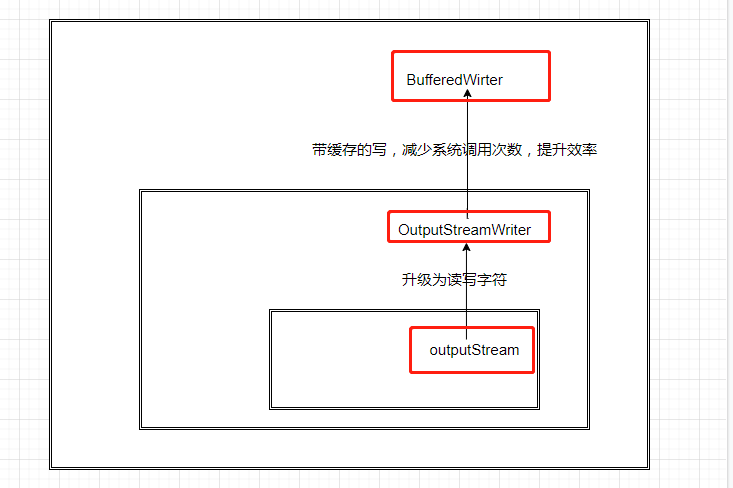 BufferedWirter
带缓存的写，减少系统调用次数，提升效率
OutputStreamWriter
升级为读写字符
outputStream